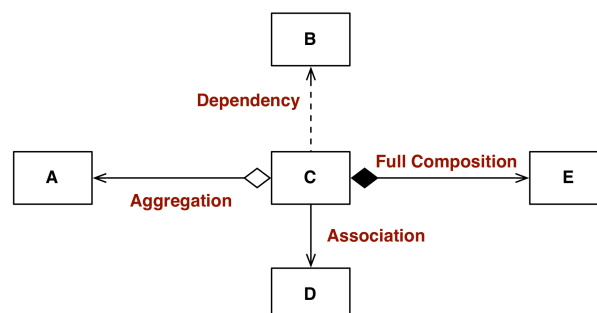 B
Dependency
A
C
Full Composition
E
Aggregation
Association
D